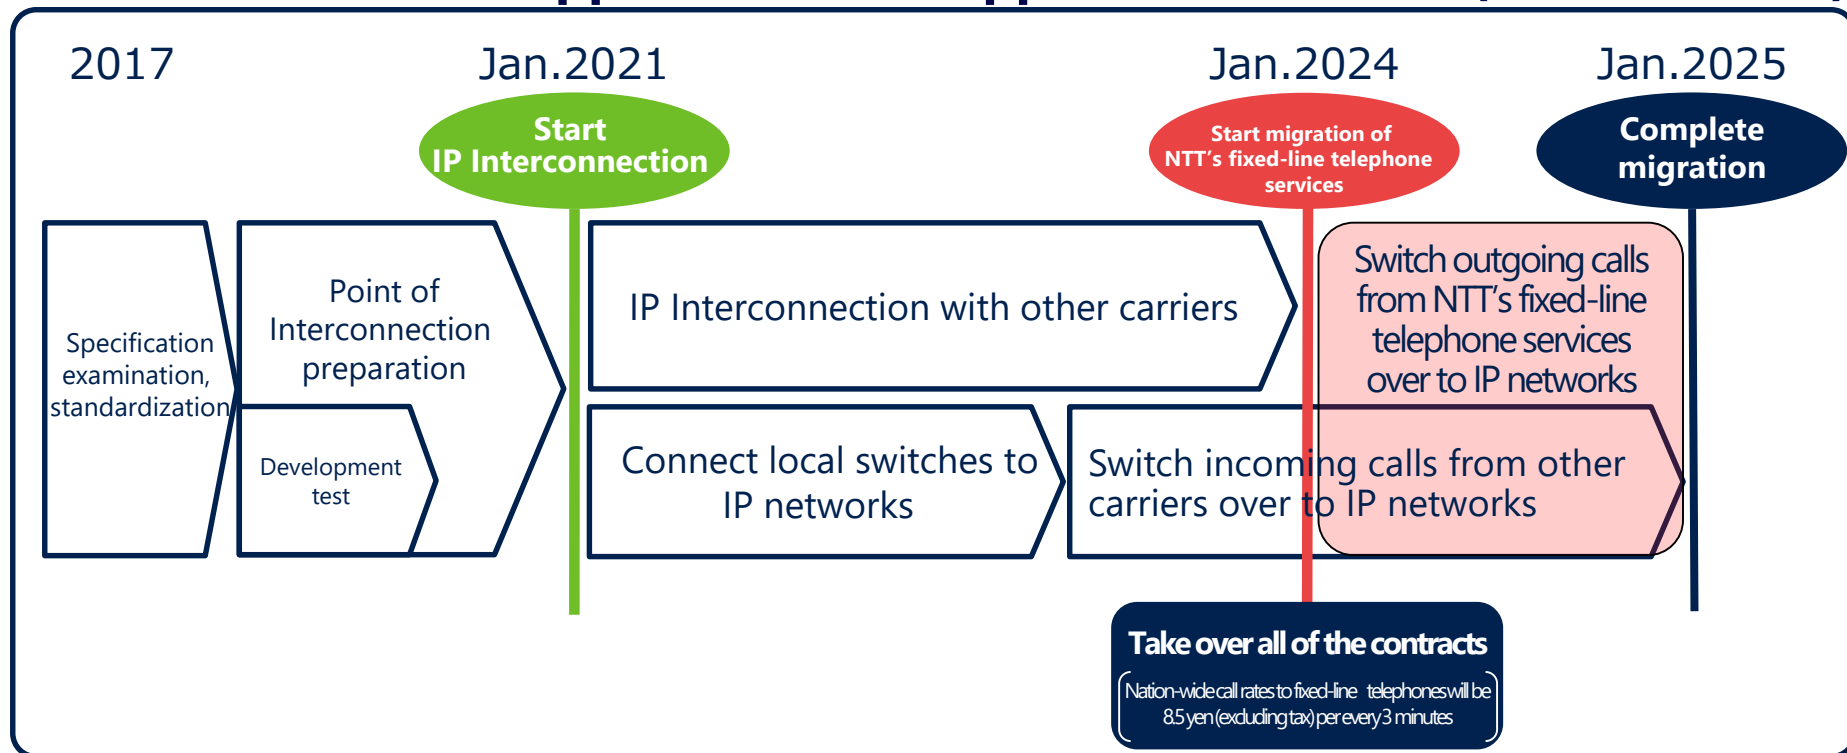 2017
Jan.2021
Jan.2024
Jan.2025
Start
IP Interconnection
Start migration of
NTT's fixed-line telephone
services
Complete
migration
Specification
examination,
standardization
Point of
Interconnection
preparation
Development
test
IP Interconnection with other carriers
Connect local switches to
IP networks
Switch outgoing calls
from NTT's fixed-line
telephone services
over to IP networks
Switch incoming calls from other
carriers over to IP networks
Take over all of the contracts
Nation-wide call rates to fixed-line telephones will be
8.5 yen (excluding tax) per every 3 minutes